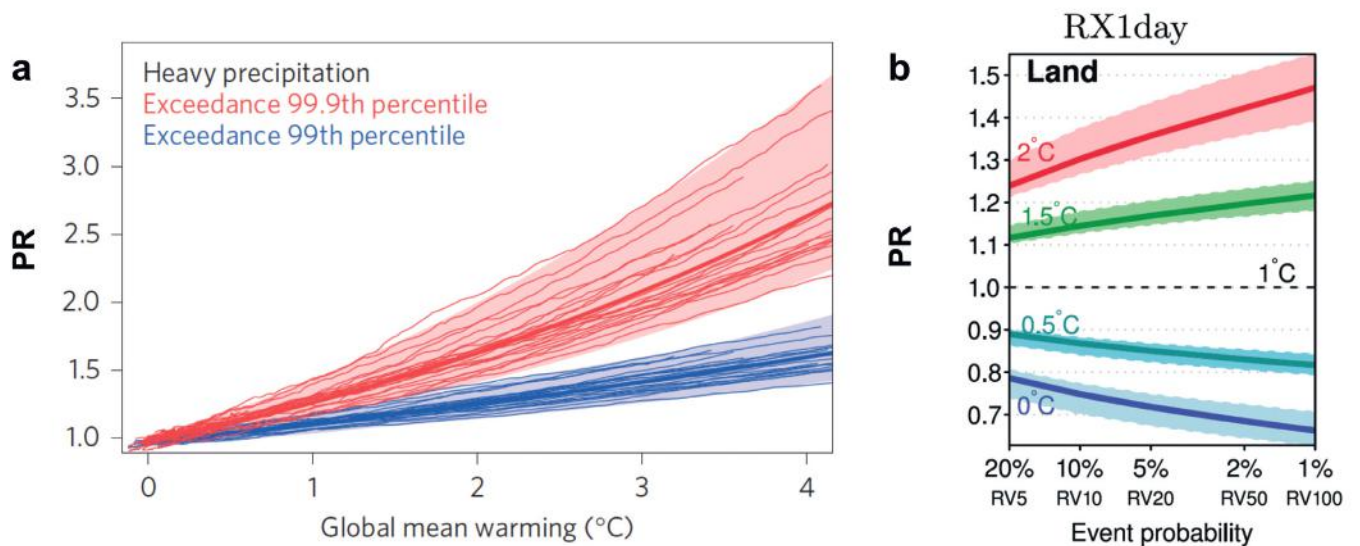 a
Heavy precipitation
Exceedance 99.9th percentile
Exceedance 99th percentile
PR
3.5
3.0
2.5
2.0
1.5
1.0
0
1
2
3
4
Global mean warming (°C)
RX1day
b
Land
PR
1.5
1.4
1.3
1.2
1.1
1.0
0.9
0.8
0.7
2°C
1.5°C
1°C
0.5°C
0°C
20% 10% 5% 2% 1%
RV5 RV10 RV20 RV50 RV100
Event probability